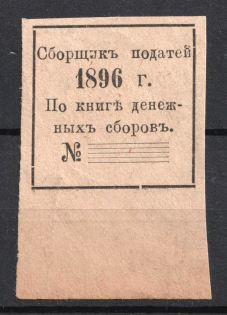 Сборщикъ податей
1896 г.
По книгѣ денеж-
ныхъ сборовъ.
№